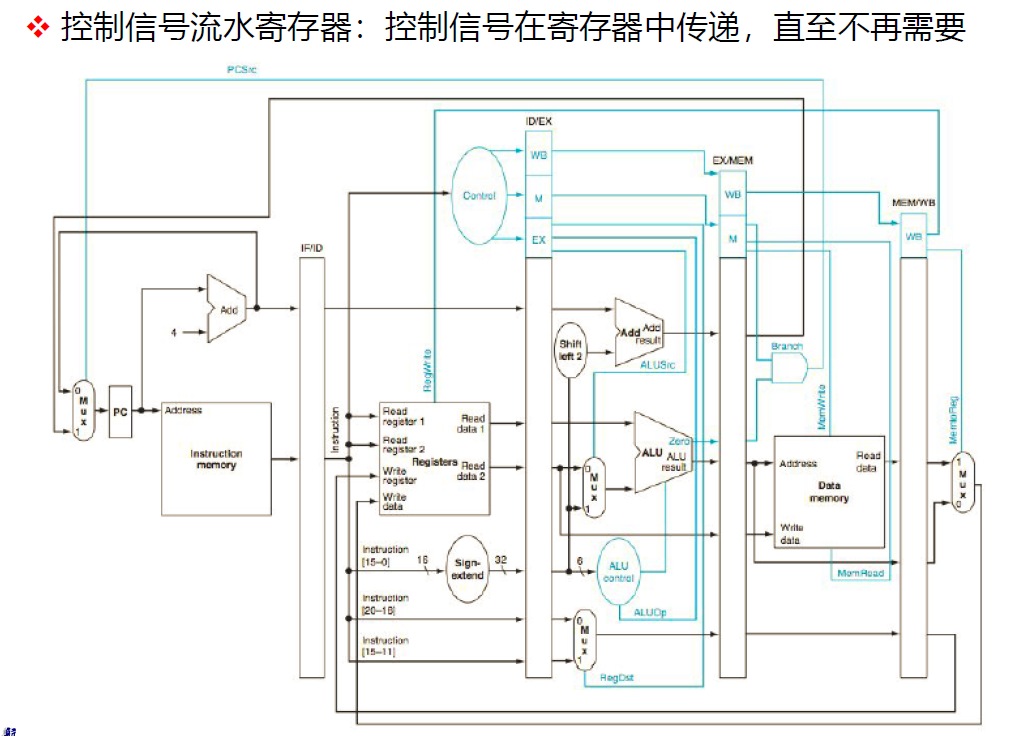 控制信号流水寄存器：控制信号在寄存器中传递，直至不再需要
PCSrc
ID/EX
WB
EX/MEM
Control
M
WB
MEM/WB
EX
M
WB
IF/ID
Add
4
Add
Add
result
Shift
left 2
Branch
ALUSrc
RegWrite
MemWrite
MemtoReg
0
M
u
x
1
PC
Address
Instruction
memory
Instruction
Read
register 1
Read
data 1
Read
register 2
Registers
Read
data 2
Write
register
Write
data
0
M
u
x
1
Zero
ALU
ALU
result
Address
Read
data
Data
memory
Write
data
1
M
u
x
0
Instruction
[15–0]
16
Sign-
extend
32
6
ALU
control
MemRead
Instruction
[20–16]
ALUOp
0
M
u
x
1
Instruction
[15–11]
RegDst